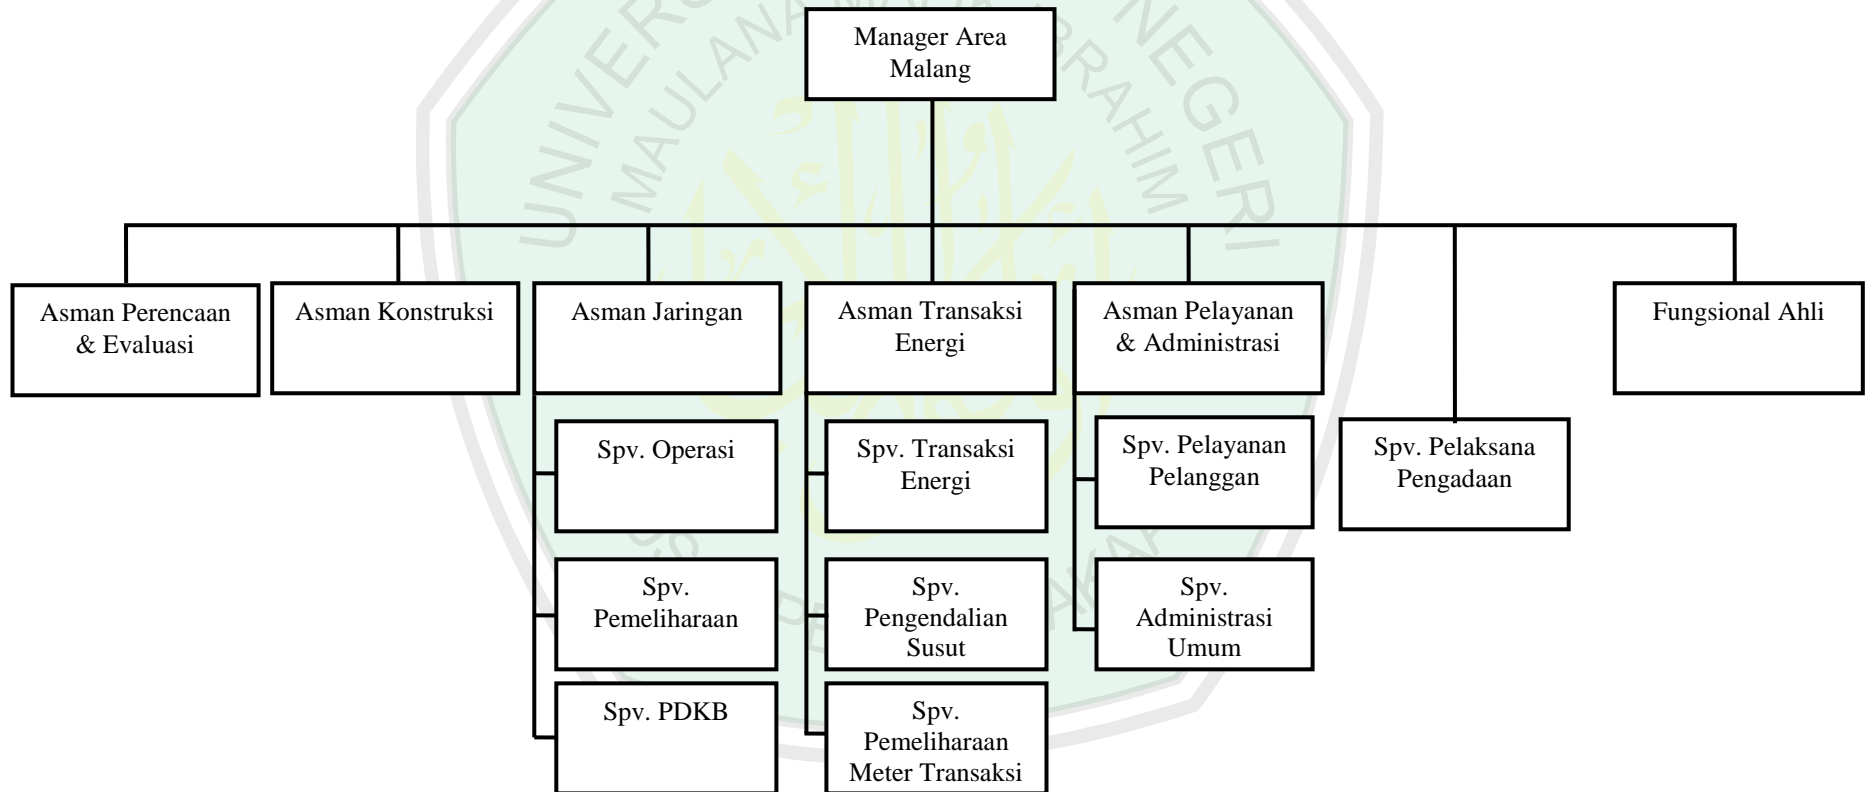 Manager Area
Malang
Asman Perencaan
& Evaluasi
Asman Konstruksi
Asman Jaringan
Asman Transaksi
Energi
Asman Pelayanan
& Administrasi
Fungsional Ahli
Spv. Operasi
Spv. Transaksi
Energi
Spv. Pelayanan
Pelanggan
Spv. Pelaksana
Pengadaan
Spv.
Pemeliharaan
Spv.
Pengendalian
Susut
Spv.
Administrasi
Umum
Spv. PDKB
Spv.
Pemeliharaan
Meter Transaksi
NEGERI
MAULANA